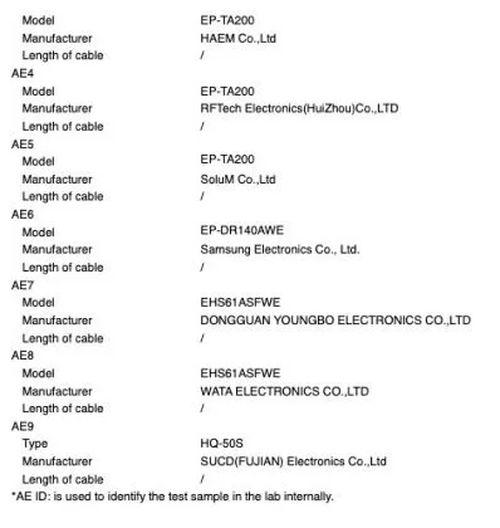 Model EP-TA200
Manufacturer HAEM Co.,Ltd
Length of cable /
AE4
Model EP-TA200
Manufacturer RFTech Electronics(HuiZhou)Co.,LTD
Length of cable /
AE5
Model EP-TA200
Manufacturer SoluM Co.,Ltd
Length of cable /
AE6
Model EP-DR140AWE
Manufacturer Samsung Electronics Co., Ltd.
Length of cable /
AE7
Model EHS61ASFWE
Manufacturer DONGGUAN YOUNGBO ELECTRONICS CO.,LTD
Length of cable /
AE8
Model EHS61ASFWE
Manufacturer WATA ELECTRONICS CO.,LTD
Length of cable /
AE9
Type HQ-50S
Manufacturer SUCD(FUJIAN) Electronics Co.,Ltd
Length of cable /
*AE ID: is used to identify the test sample in the lab internally.